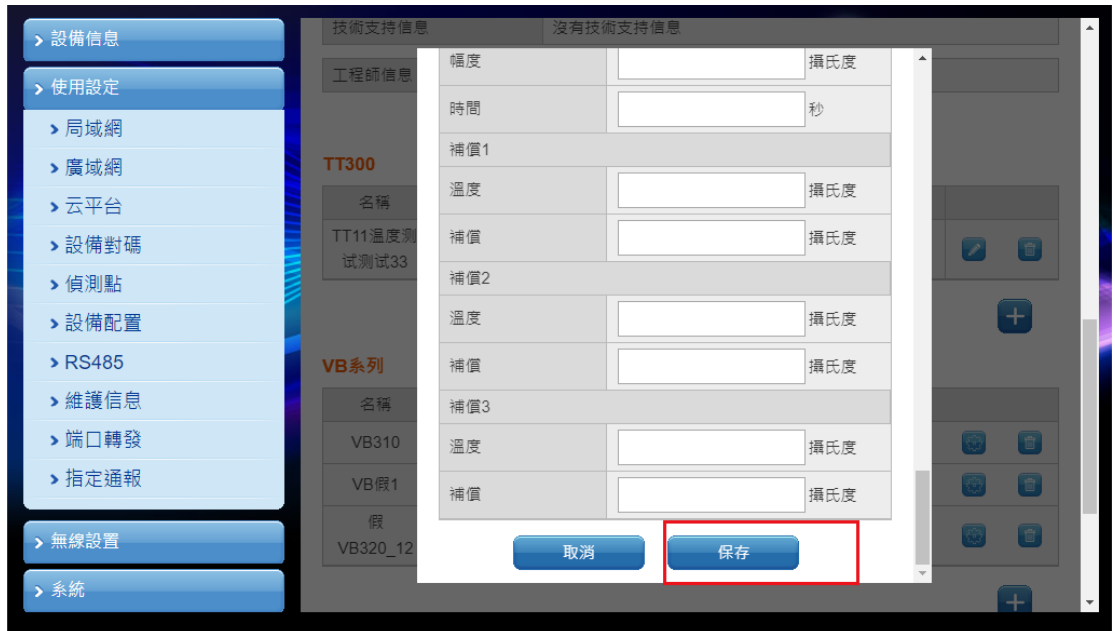 設備信息
使用設定
局域網
廣域網
云平台
設備對碼
偵測點
設備配置
RS485
維護信息
端口轉發
指定通報
無線設置
系統
技術支持信息
沒有技術支持信息
工程師信息
TT300
名稱
TT11温度测
试测试33
VB系列
名稱
VB310
VB假1
假
VB320_12
幅度
攝氏度
時間
秒
補償1
溫度
攝氏度
補償
攝氏度
補償2
溫度
攝氏度
補償
攝氏度
補償3
溫度
攝氏度
補償
攝氏度
取消
保存